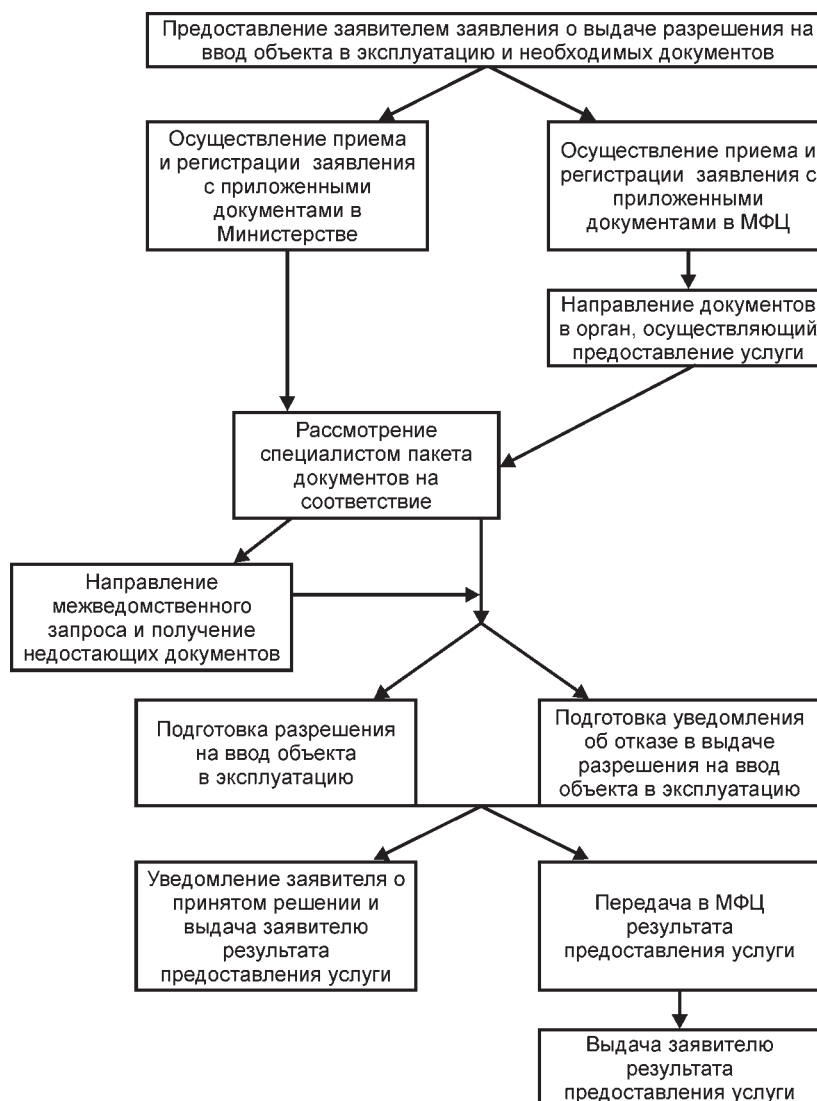 Предоставление заявителем заявления о выдаче разрешения на
ввод объекта в эксплуатацию и необходимых документов
Осуществление приема
и регистрации заявления
с приложенными
документами в
Министерстве
Осуществление приема и
регистрации заявления с
приложенными
документами в МФЦ
Направление документов
в орган, осуществляющий
предоставление услуги
Рассмотрение
специалистом пакета
документов на
соответствие
Направление
межведомственного
запроса и получение
недостающих документов
Подготовка разрешения
на ввод объекта
в эксплуатацию
Подготовка уведомления
об отказе в выдаче
разрешения на ввод
объекта в эксплуатацию
Уведомление заявителя о
принятом решении и
выдача заявителю
результата
предоставления услуги
Передача в МФЦ
результата
предоставления услуги
Выдача заявителю
результата
предоставления услуги